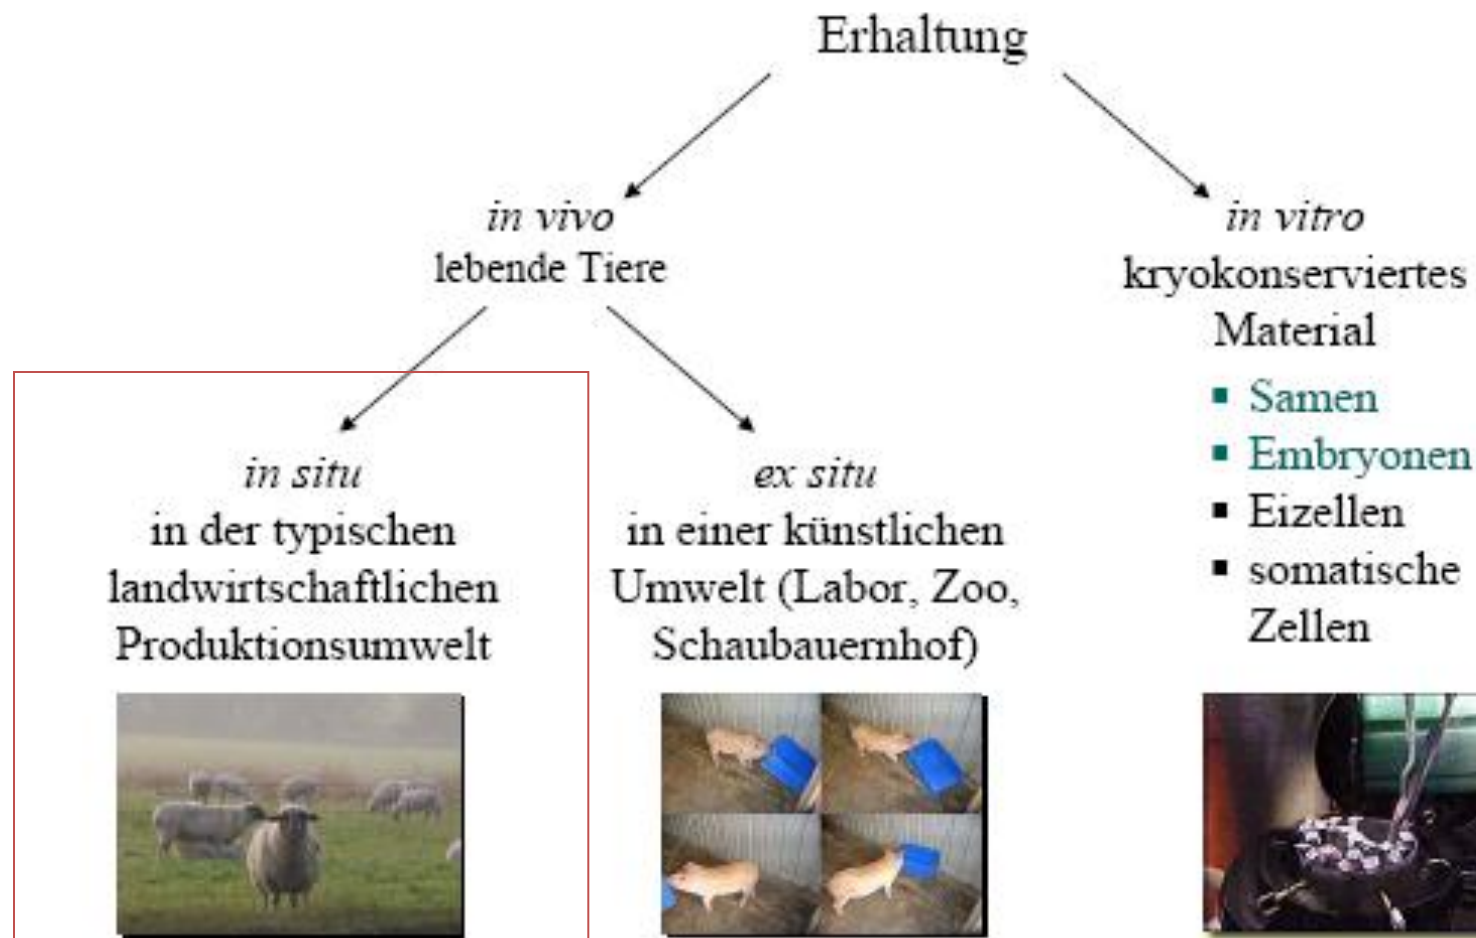 Erhaltung
in vivo
lebende Tiere
in vitro
kryokonserviertes
Material
▪ Samen
▪ Embryonen
▪ Eizellen
▪ somatische
Zellen
in situ
in der typischen
landwirtschaftlichen
Produktionsumwelt
ex situ
in einer künstlichen
Umwelt (Labor, Zoo,
Schaubauernhof)